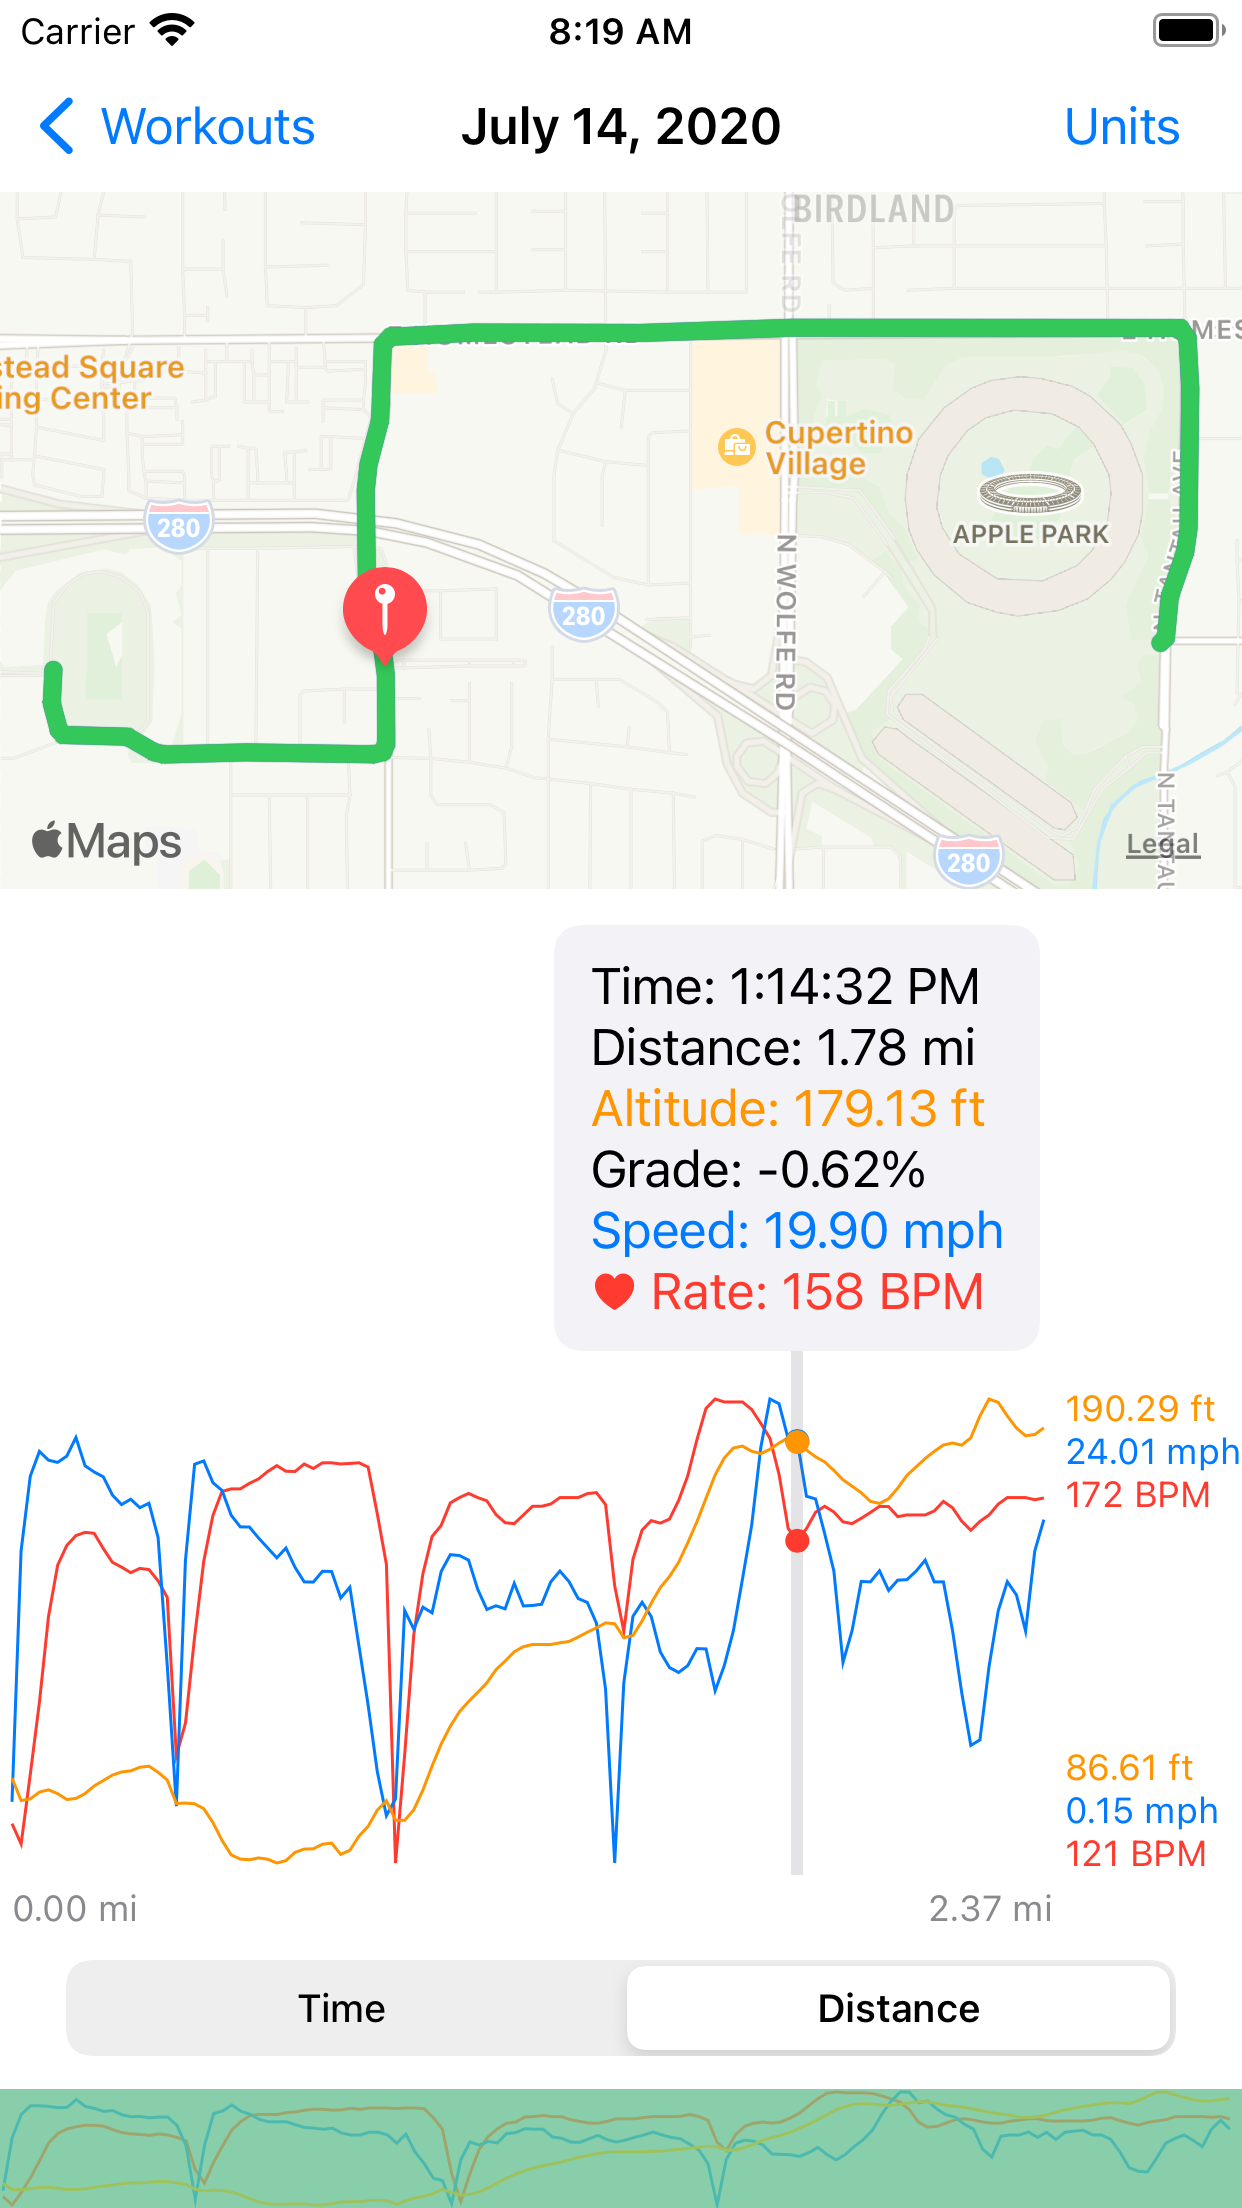 Carrier
8:19 AM
Workouts
July 14, 2020
Units
BIRDLAND
stead Square
ing Center
280
Cupertino
Village
APPLE PARK
280
N WOLFE RD
280
Maps
Legal
Time: 1:14:32 PM
Distance: 1.78 mi
Altitude: 179.13 ft
Grade: -0.62%
Speed: 19.90 mph
Rate: 158 BPM
190.29 ft
24.01 mph
172 BPM
86.61 ft
0.15 mph
121 BPM
0.00 mi
2.37 mi
Time
Distance